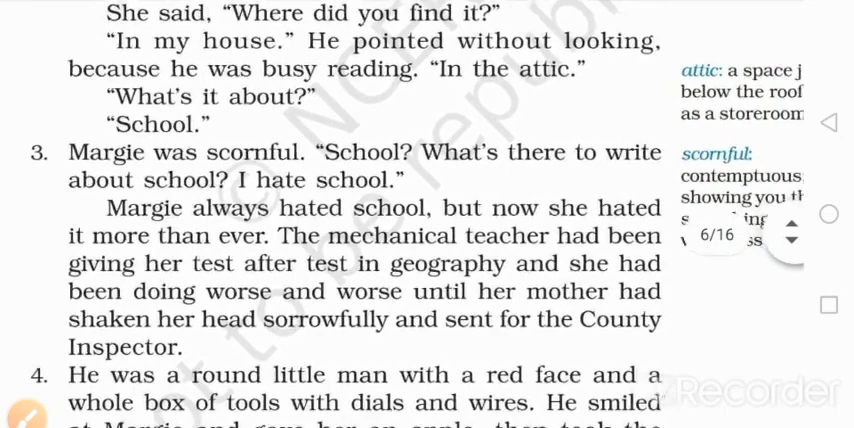 She said, “Where did you find it?”
“In my house.” He pointed without looking,
because he was busy reading. “In the attic.”
“What’s it about?”
“School.”
3. Margie was scornful. “School? What’s there to write
about school? I hate school.”
Margie always hated school, but now she hated
it more than ever. The mechanical teacher had been
giving her test after test in geography and she had
been doing worse and worse until her mother had
shaken her head sorrowfully and sent for the County
Inspector.
4. He was a round little man with a red face and a
whole box of tools with dials and wires. He smiled
attic: a space j
below the roof
as a storeroom
scornful:
contemptuous
showing you th
6/16
Recorder
© NCE
not to be republ